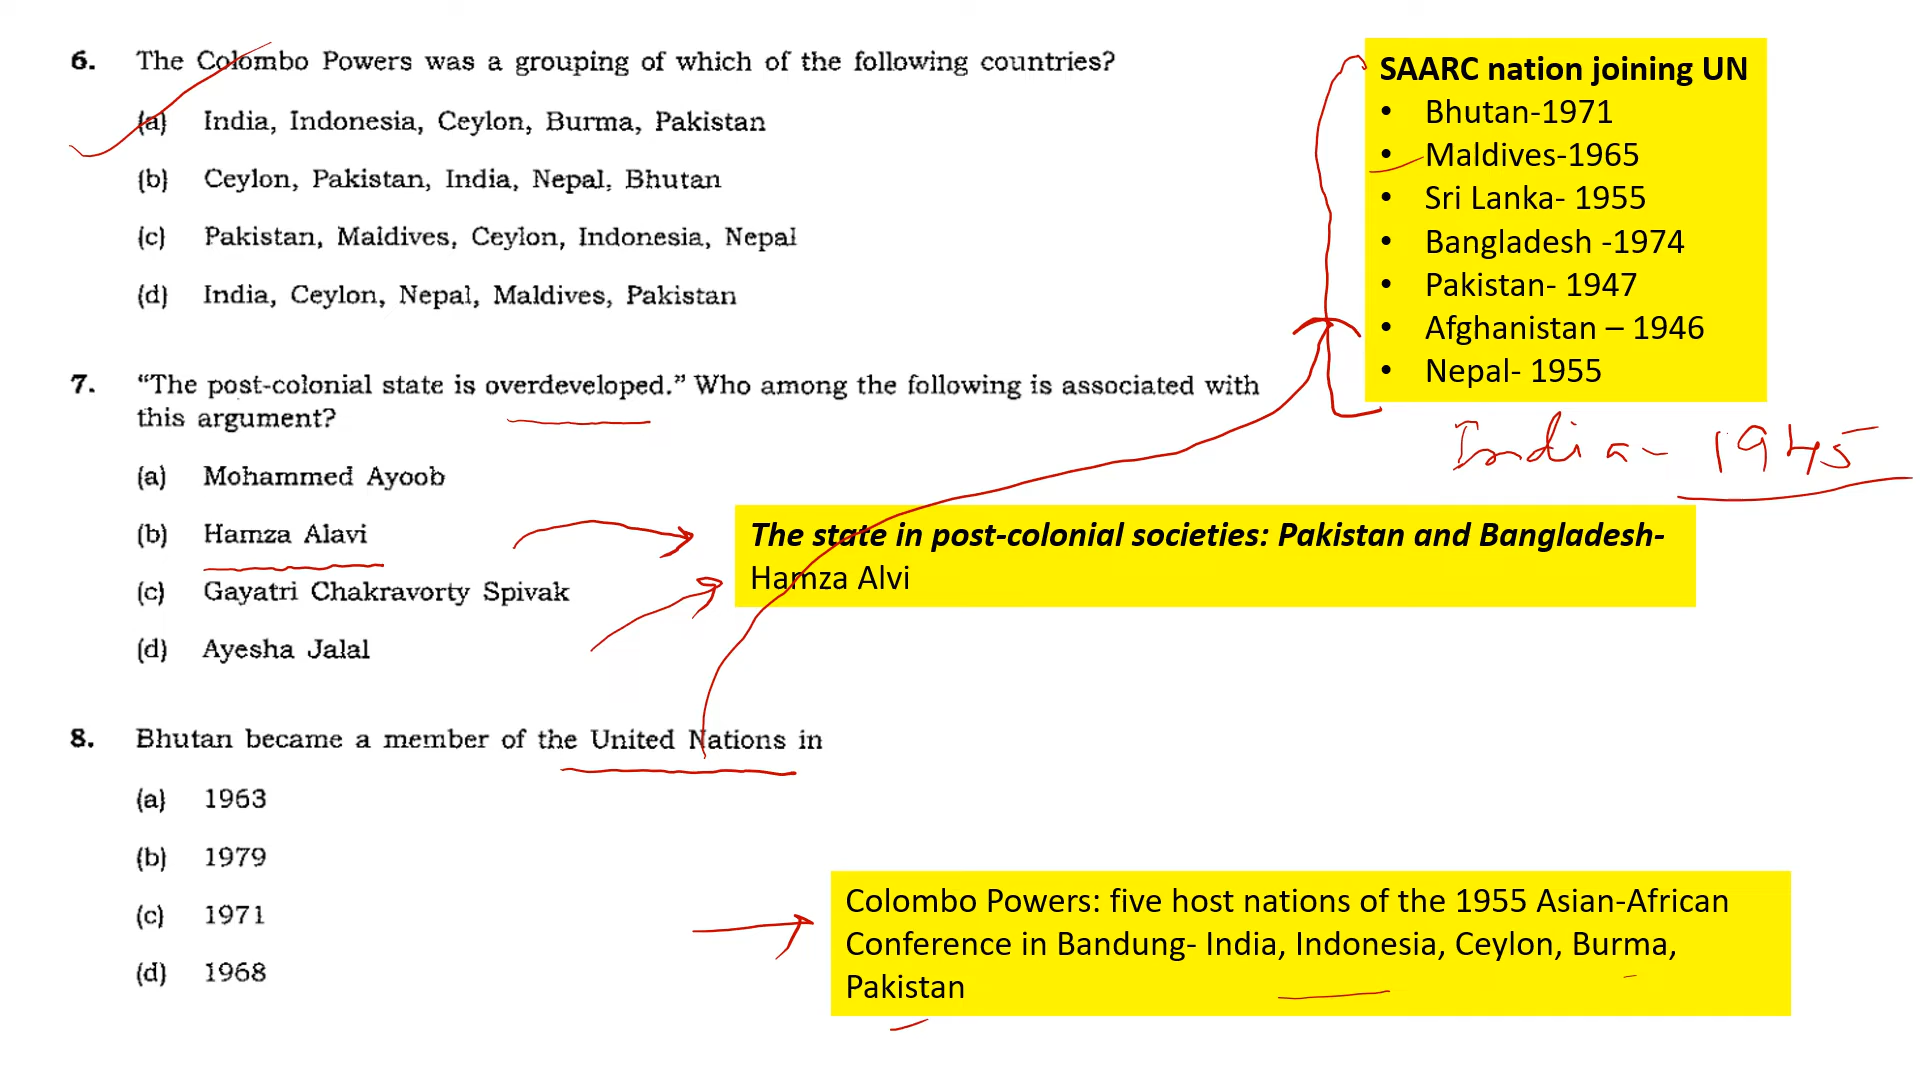 6. The Colombo Powers was a grouping of which of the following countries?
(a) India, Indonesia, Ceylon, Burma, Pakistan
(b) Ceylon, Pakistan, India, Nepal, Bhutan
(c) Pakistan, Maldives, Ceylon, Indonesia, Nepal
(d) India, Ceylon, Nepal, Maldives, Pakistan
SAARC nation joining UN
• Bhutan-1971
• Maldives-1965
• Sri Lanka- 1955
• Bangladesh -1974
• Pakistan- 1947
• Afghanistan – 1946
• Nepal- 1955
India - 1945
7. “The post-colonial state is overdeveloped.” Who among the following is associated with
this argument?
(a) Mohammed Ayoob
(b) Hamza Alavi
(c) Gayatri Chakravorty Spivak
(d) Ayesha Jalal
The state in post-colonial societies: Pakistan and Bangladesh-
Hamza Alvi
8. Bhutan became a member of the United Nations in
(a) 1963
(b) 1979
(c) 1971
(d) 1968
Colombo Powers: five host nations of the 1955 Asian-African
Conference in Bandung- India, Indonesia, Ceylon, Burma,
Pakistan